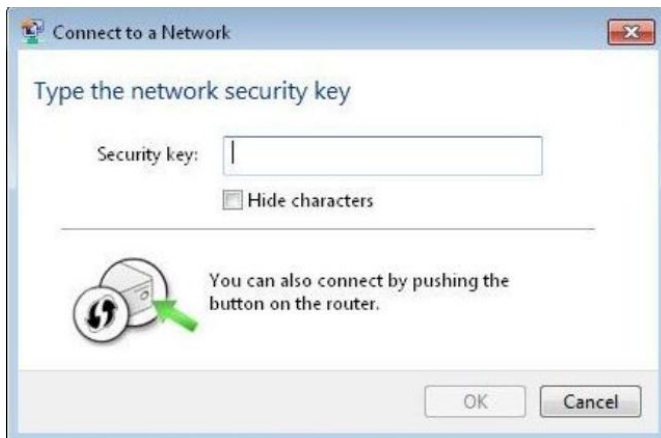 Connect to a Network
Type the network security key
Security key:
Hide characters
You can also connect by pushing the
button on the router.
OK
Cancel